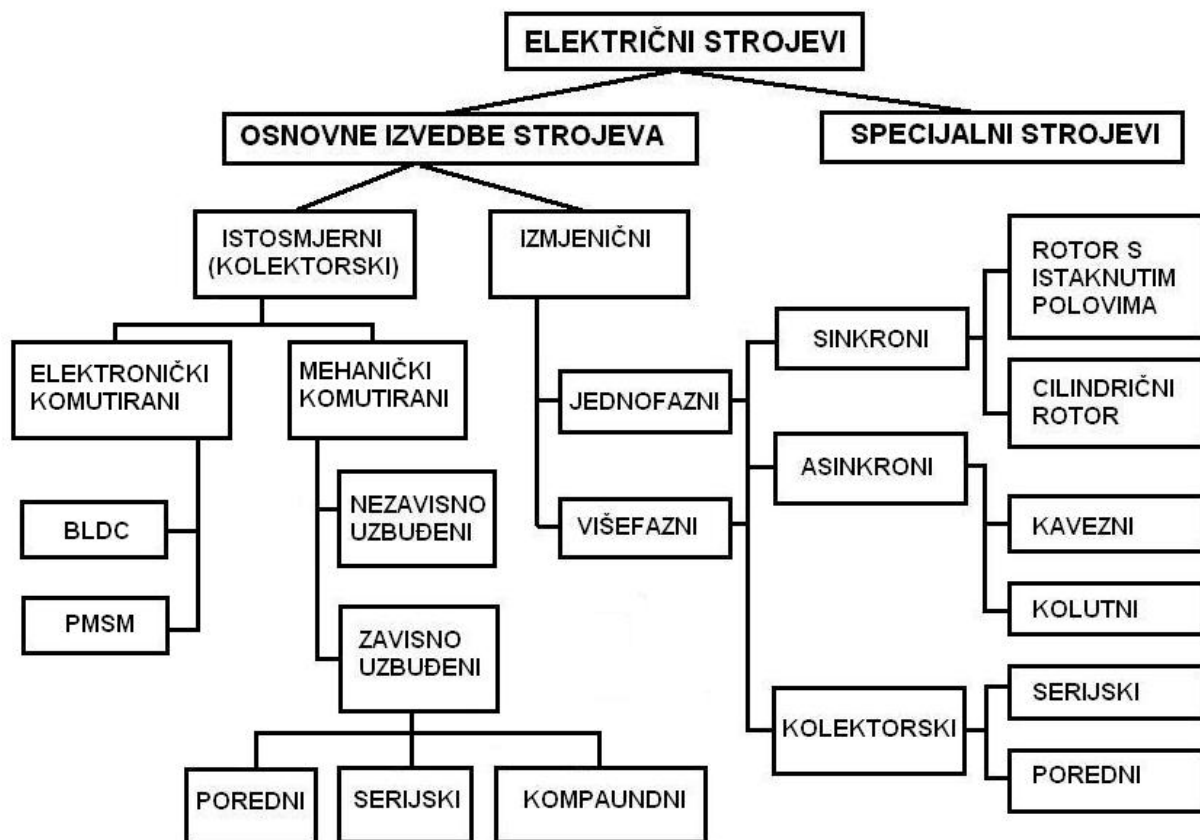 ELEKTRIČNI STROJEVI
OSNOVNE IZVEDBE STROJEVA
SPECIJALNI STROJEVI
ISTOSMJERNI
(KOLEKTORSKI)
IZMJENIČNI
ROTOR S
ISTAKNUTIM
POLOVIMA
SINKRONI
ELEKTRONIČKI
KOMUTIRANI
MEHANIČKI
KOMUTIRANI
JEDNOFAZNI
CILINDRIČNI
ROTOR
ASINKRONI
NEZAVISNO
UZBUĐENI
VIŠEFAZNI
BLDC
KAVEZNI
PMSM
KOLUTNI
ZAVISNO
UZBUĐENI
SERIJSKI
KOLEKTORSKI
POREDNI
POREDNI
SERIJSKI
KOMPAUNDNI